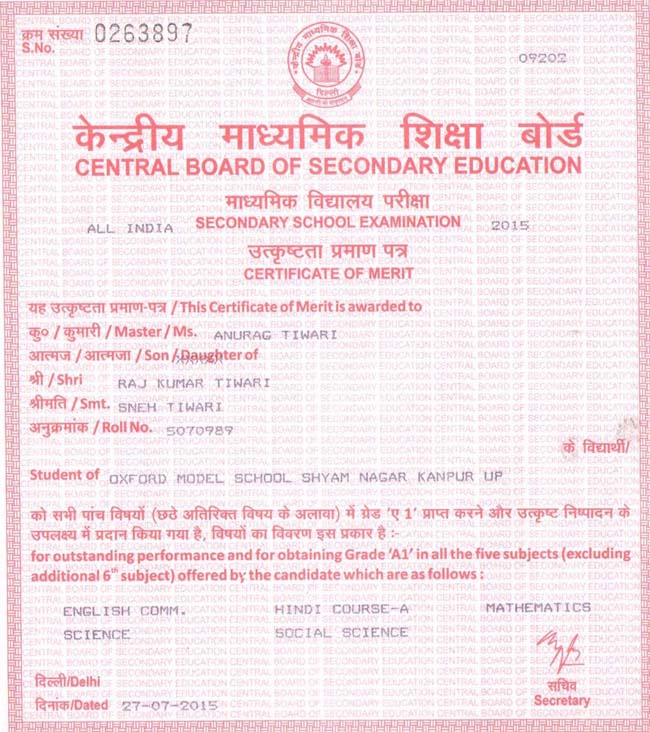 क्रम संख्या 0263897
S.No.
09202
केन्द्रीय माध्यमिक शिक्षा बोर्ड
दिल्ली
केन्द्रीय माध्यमिक शिक्षा बोर्ड
CENTRAL BOARD OF SECONDARY EDUCATION
माध्यमिक विद्यालय परीक्षा
ALL INDIA SECONDARY SCHOOL EXAMINATION 2015
उत्कृष्टता प्रमाण पत्र
CERTIFICATE OF MERIT
यह उत्कृष्टता प्रमाण-पत्र / This Certificate of Merit is awarded to
कु० / कुमारी / Master / Ms. ANURAG TIWARI
आत्मज / आत्मजा / Son / Daughter of
श्री / Shri RAJ KUMAR TIWARI
श्रीमति / Smt. SNEH TIWARI
अनुक्रमांक / Roll No. 5070989
के विद्यार्थी/
Student of OXFORD MODEL SCHOOL SHYAM NAGAR KANPUR UP
को सभी पांच विषयों (छठे अतिरिक्त विषय के अलावा) में ग्रेड 'ए 1' प्राप्त करने और उत्कृष्ट निष्पादन के
उपलक्ष्य में प्रदान किया गया है, विषयों का विवरण इस प्रकार है :-
for outstanding performance and for obtaining Grade 'A1' in all the five subjects (excluding
additional 6th subject) offered by the candidate which are as follows :
ENGLISH COMM. HINDI COURSE-A MATHEMATICS
SCIENCE SOCIAL SCIENCE
दिल्ली/Delhi
सचिव
दिनांक/Dated 27-07-2015
Secretary